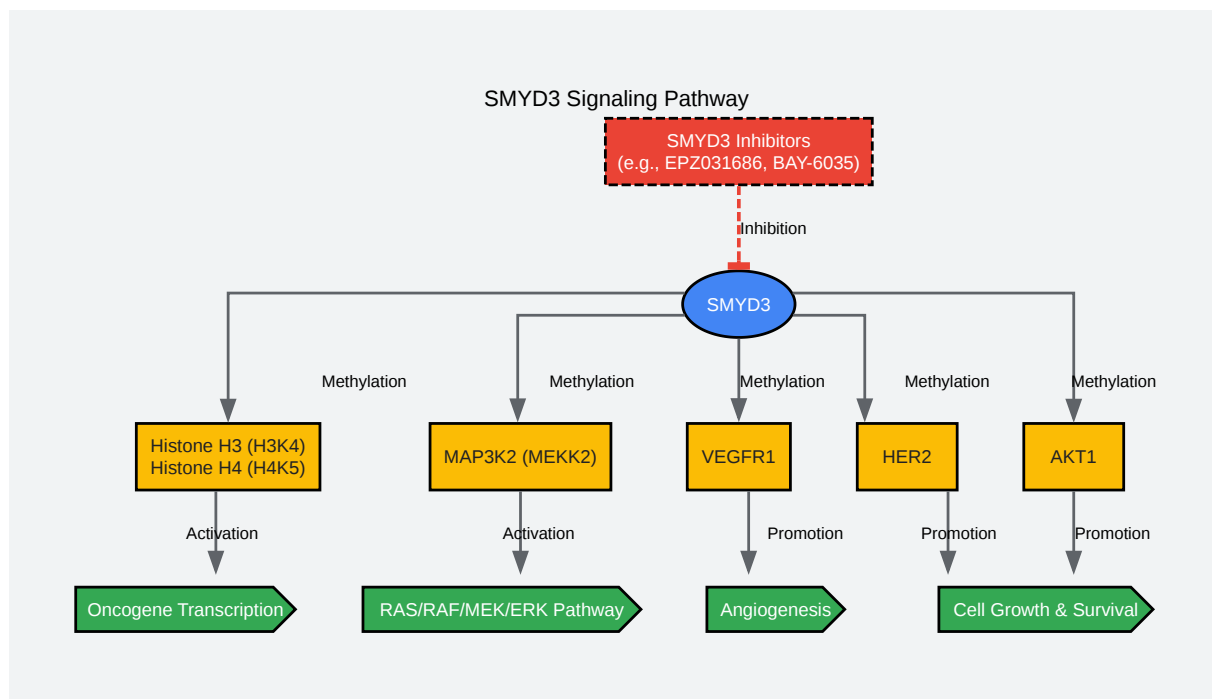 SMYD3 Signaling Pathway
SMYD3 Inhibitors
(e.g., EPZ031686, BAY-6035)
Inhibition
SMYD3
Methylation
Methylation
Methylation
Methylation
Methylation
Histone H3 (H3K4)
Histone H4 (H4K5)
MAP3K2 (MEKK2)
VEGFR1
HER2
AKT1
Activation
Activation
Promotion
Promotion
Promotion
Oncogene Transcription
RAS/RAF/MEK/ERK Pathway
Angiogenesis
Cell Growth & Survival